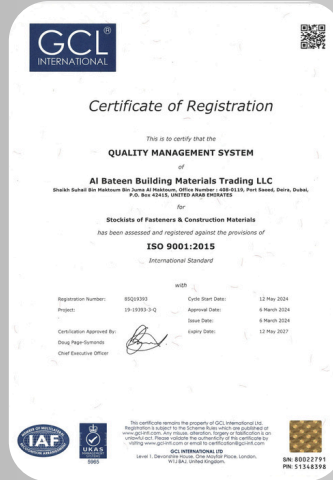 GCL®
INTERNATIONAL
Certificate of Registration
This is to certify that the
QUALITY MANAGEMENT SYSTEM
of
Al Bateen Building Materials Trading LLC
Sheikh Suhail Bin Maktoum Bin Juma Al Maktoum, Office Number : 408-0119, Port Saeed, Deira, Dubai,
P.O. Box 42415, UNITED ARAB EMIRATES
for
Stockists of Fasteners & Construction Materials
has been assessed and registered against the provisions of
ISO 9001:2015
International Standard
with
Registration Number: BSQ19393 Cycle Start Date: 12 May 2024
Project: 19-19393-3-Q Approval Date: 6 March 2024
Issue Date: 6 March 2024
Certification Approved By: Expiry Date: 12 May 2027
Doug Page-Symonds
Chief Executive Officer
This certificate remains the property of GCL International Ltd.
Registration is subject to the Scheme Rules which are published at
www.gcl-intl.com. Any misuse, alteration, forgery or falsification is an
unlawful act. Please validate the authenticity of this certificate by
visiting www.gcl-intl.com or email to certification@gcl-intl.com
GCL INTERNATIONAL LTD
Level 1, Devonshire House, One Mayfair Place, London,
W1J 8AJ, United Kingdom.
IAF
UKAS
S/N: 80022791
PIN: 51348398